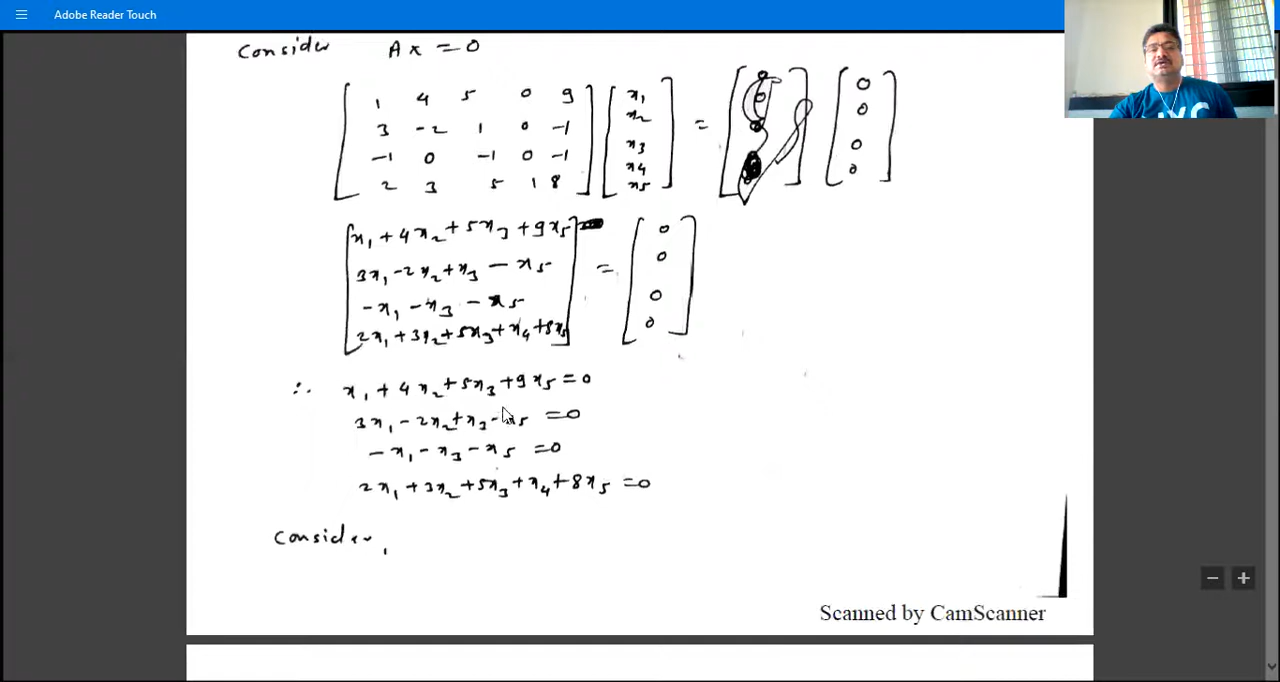 Adobe Reader Touch
Consider Ax = 0
1 4 5 0 9 x1 0
3 -2 1 0 -1 x2 0
-1 0 -1 0 -1 x3 = 0
2 3 5 1 8 x4 0
x5
x1 + 4x2 + 5x3 + 9x5 0
3x1 - 2x2 + x3 - x5 = 0
-x1 - x3 - x5 0
2x1 + 3x2 + 5x3 + x4 + 8x5 0
∴ x1 + 4x2 + 5x3 + 9x5 = 0
3x1 - 2x2 + x3 - x5 = 0
-x1 - x3 - x5 = 0
2x1 + 3x2 + 5x3 + x4 + 8x5 = 0
Consider,
Scanned by CamScanner